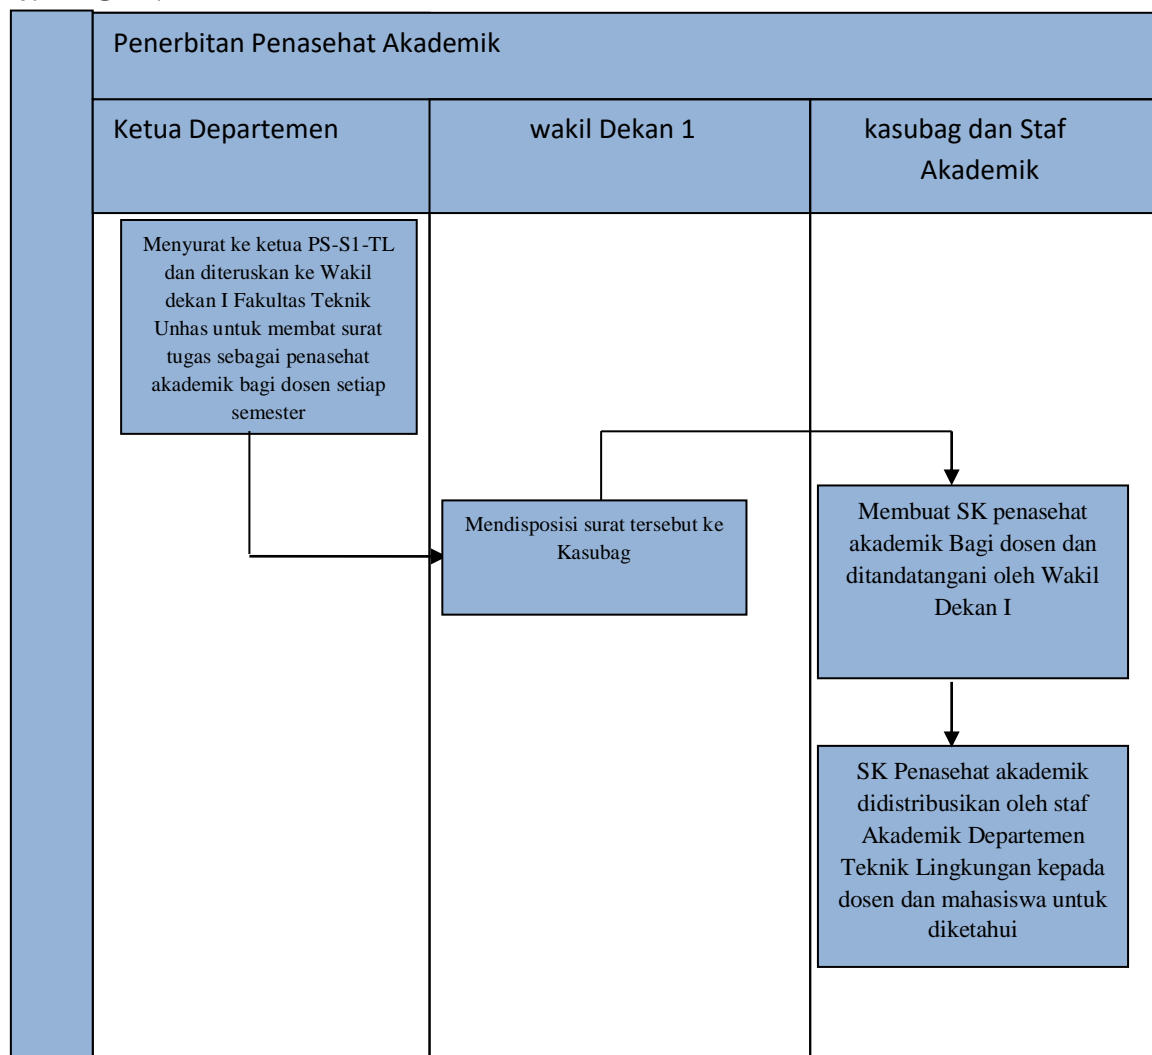 Penerbitan Penasehat Akademik
Ketua Departemen
wakil Dekan 1
kasubag dan Staf
Akademik
Menyurat ke ketua PS-S1-TL
dan diteruskan ke Wakil
dekan I Fakultas Teknik
Unhas untuk membat surat
tugas sebagai penasehat
akademik bagi dosen setiap
semester
Mendisposisi surat tersebut ke
Kasubag
Membuat SK penasehat
akademik Bagi dosen dan
ditandatangani oleh Wakil
Dekan I
SK Penasehat akademik
didistribusikan oleh staf
Akademik Departemen
Teknik Lingkungan kepada
dosen dan mahasiswa untuk
diketahui